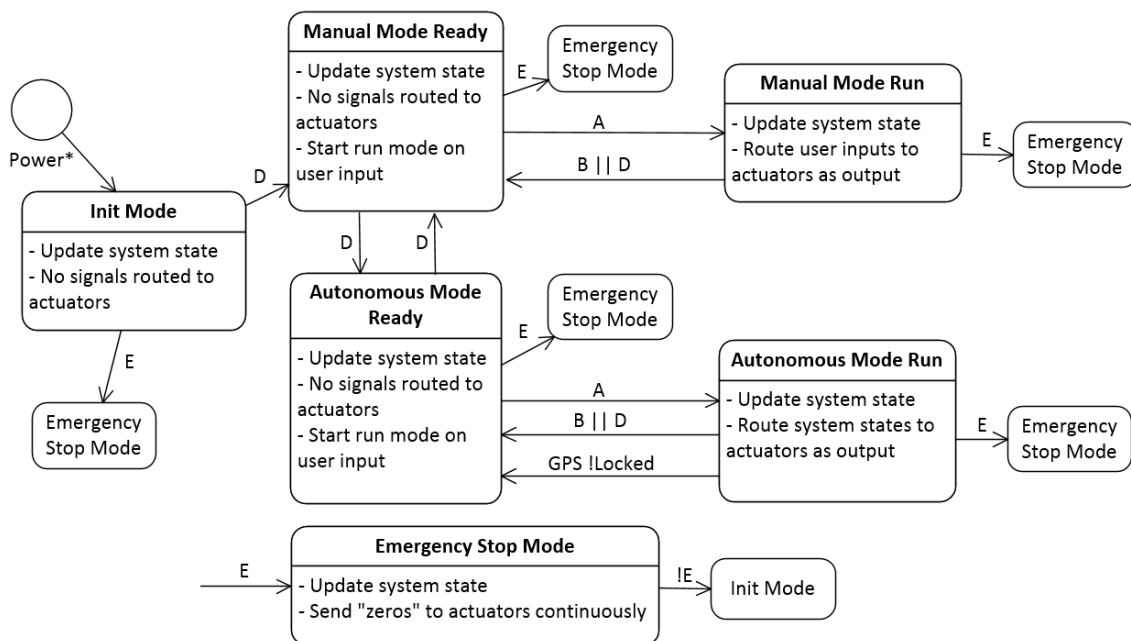 Power*
Init Mode
- Update system state
- No signals routed to
actuators
E
Emergency
Stop Mode
D
Manual Mode Ready
- Update system state
- No signals routed to
actuators
- Start run mode on
user input
E
Emergency
Stop Mode
A
B || D
Manual Mode Run
- Update system state
- Route user inputs to
actuators as output
E
Emergency
Stop Mode
D
D
Autonomous Mode
Ready
- Update system state
- No signals routed to
actuators
- Start run mode on
user input
E
Emergency
Stop Mode
A
B || D
GPS !Locked
Autonomous Mode Run
- Update system state
- Route system states to
actuators as output
E
Emergency
Stop Mode
E
Emergency Stop Mode
- Update system state
- Send "zeros" to actuators continuously
!E
Init Mode